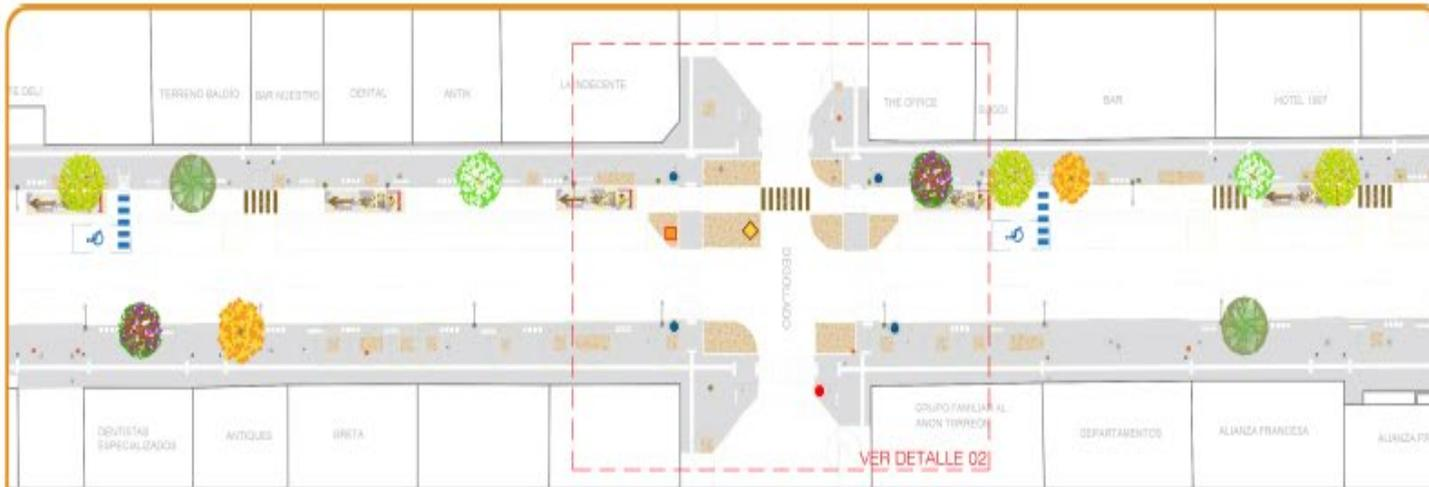 TERRENO BALDÍO
BAR NUESTRO
DENTAL
ANTIK
LA INDECENTE
THE OFFICE
BAR
HOTEL 1907
DEGOLLADO
DENTISTAS
ESPECIALIZADOS
ANTIQUES
GRETA
GRUPO FAMILIAR AL
ANON TORREÓN
DEPARTAMENTOS
ALIANZA FRANCESA
VER DETALLE 02